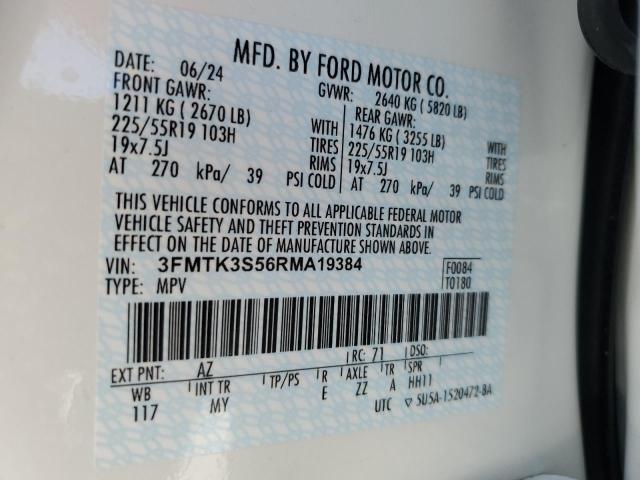 MFD. BY FORD MOTOR CO.
DATE: 06/24 GVWR: 2640 KG ( 5820 LB)
FRONT GAWR: REAR GAWR:
1211 KG ( 2670 LB) WITH 1476 KG ( 3255 LB) WITH
225/55R19 103H TIRES 225/55R19 103H TIRES
19x7.5J RIMS 19x7.5J RIMS
AT 270 kPa/ 39 PSI COLD AT 270 kPa/ 39 PSI COLD
THIS VEHICLE CONFORMS TO ALL APPLICABLE FEDERAL MOTOR
VEHICLE SAFETY AND THEFT PREVENTION STANDARDS IN
EFFECT ON THE DATE OF MANUFACTURE SHOWN ABOVE.
VIN: 3FMTK3S56RMA19384 F0084
TYPE: MPV T0180
EXT PNT: AZ RC: 71 DSO:
WB INT TR TP/PS R AXLE TR SPR
117 MY E ZZ A HH11
UTC ▽ 5U5A-1520472-BA